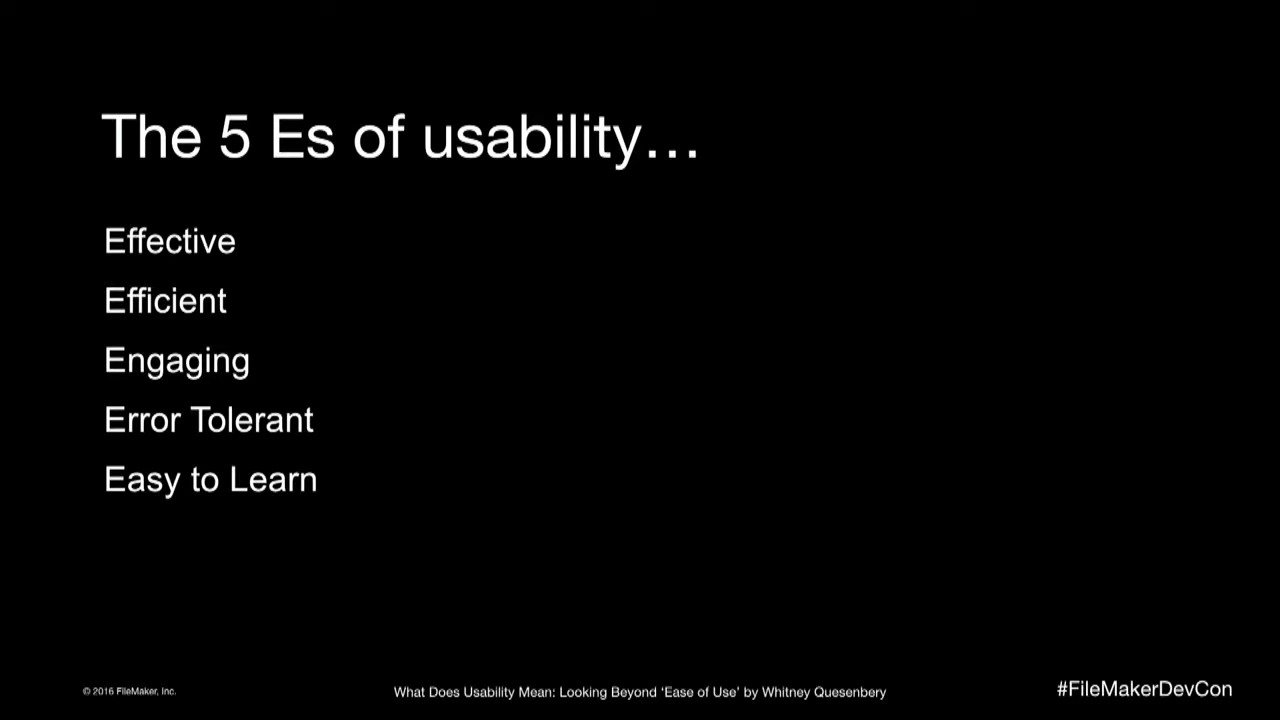 The 5 Es of usability…
Effective
Efficient
Engaging
Error Tolerant
Easy to Learn
© 2016 FileMaker, Inc.
What Does Usability Mean: Looking Beyond ‘Ease of Use’ by Whitney Quesenbery
#FileMakerDevCon